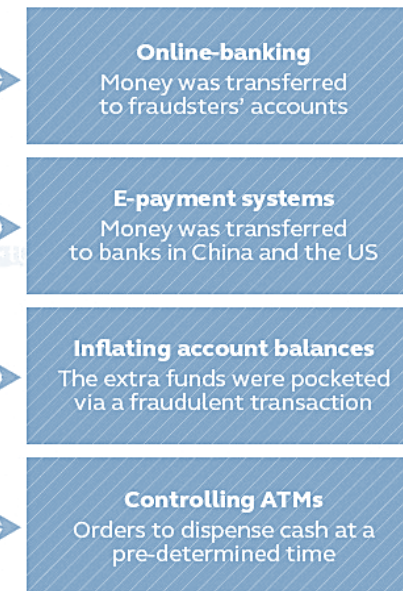 Online-banking
Money was transferred
to fraudsters’ accounts
E-payment systems
Money was transferred
to banks in China and the US
Inflating account balances
The extra funds were pocketed
via a fraudulent transaction
Controlling ATMs
Orders to dispense cash at a
pre-determined time